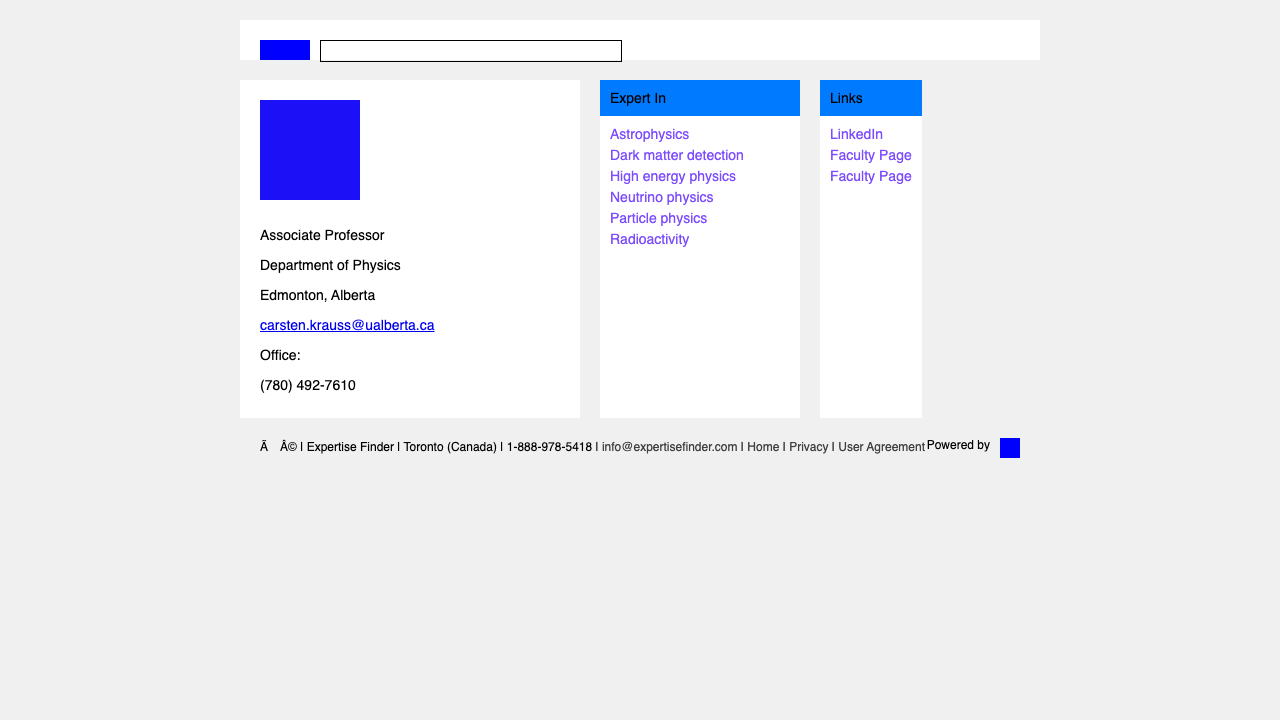 Associate Professor
Department of Physics
Edmonton, Alberta
carsten.krauss@ualberta.ca
Office:
(780) 492-7610
Expert In
Astrophysics
Dark matter detection
High energy physics
Neutrino physics
Particle physics
Radioactivity
Links
LinkedIn
Faculty Page
Faculty Page
Ã Â© | Expertise Finder | Toronto (Canada) | 1-888-978-5418 | info@expertisefinder.com | Home | Privacy | User Agreement
Powered by